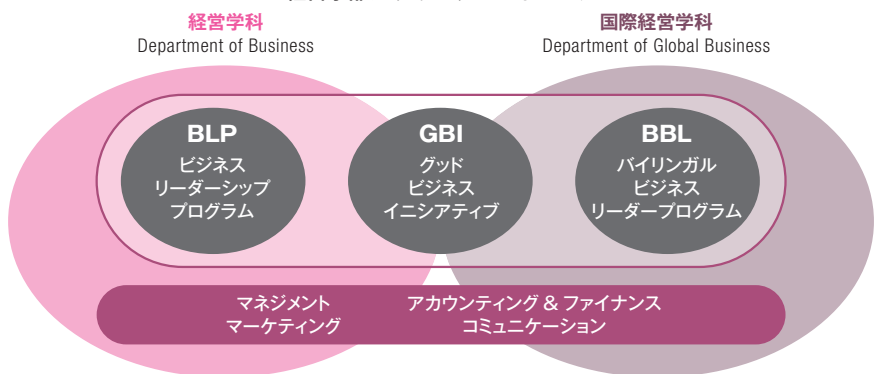 経営学科
Department of Business
国際経営学科
Department of Global Business
BLP
ビジネス
リーダーシップ
プログラム
GBI
グッド
ビジネス
イニシアティブ
BBL
バイリンガル
ビジネス
リーダープログラム
マネジメント
マーケティング
アカウンティング & ファイナンス
コミュニケーション